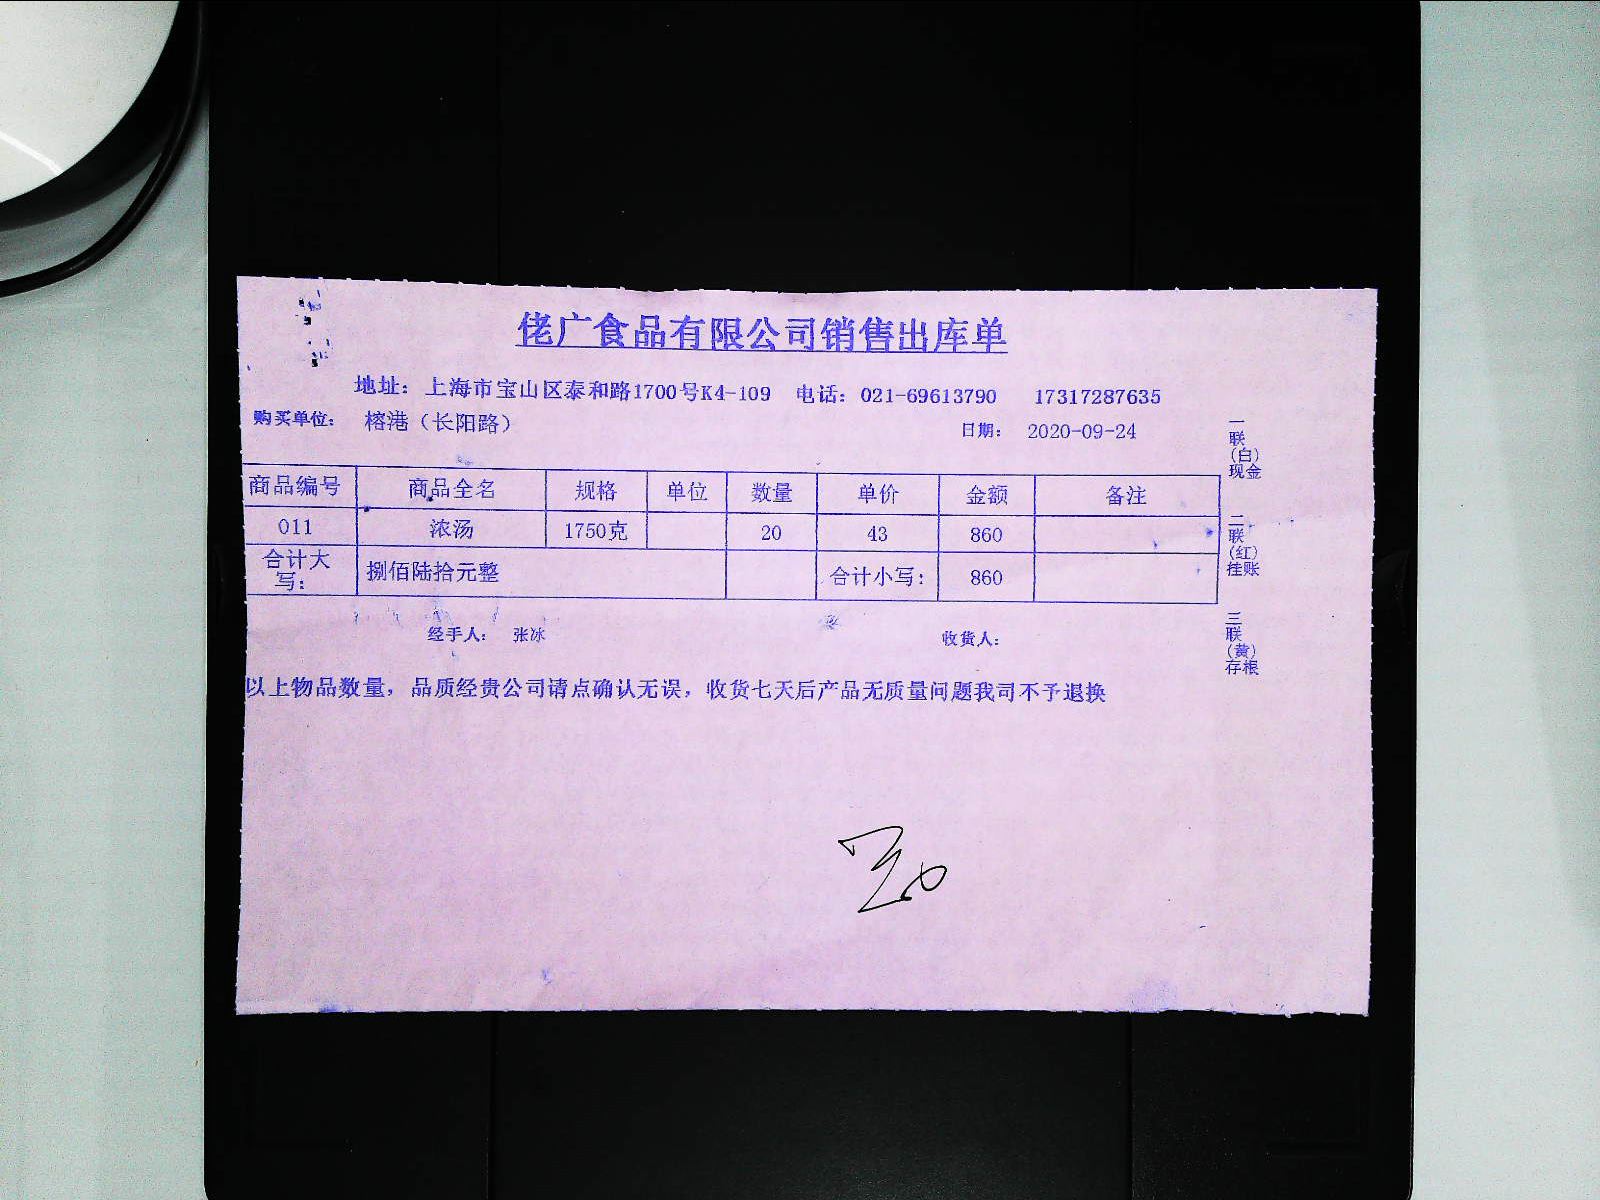 佬广食品有限公司销售出库单
地址：上海市宝山区泰和路1700号K4-109 电话：021-69613790 17317287635
购买单位： 榕港（长阳路） 日期： 2020-09-24
商品编号 商品全名 规格 单位 数量 单价 金额 备注
011 浓汤 1750克 20 43 860
合计大写： 捌佰陆拾元整 合计小写： 860
经手人： 张冰 收货人：
以上物品数量，品质经贵公司请点确认无误，收货七天后产品无质量问题我司不予退换
一联（白）现金
二联（红）挂账
三联（黄）存根